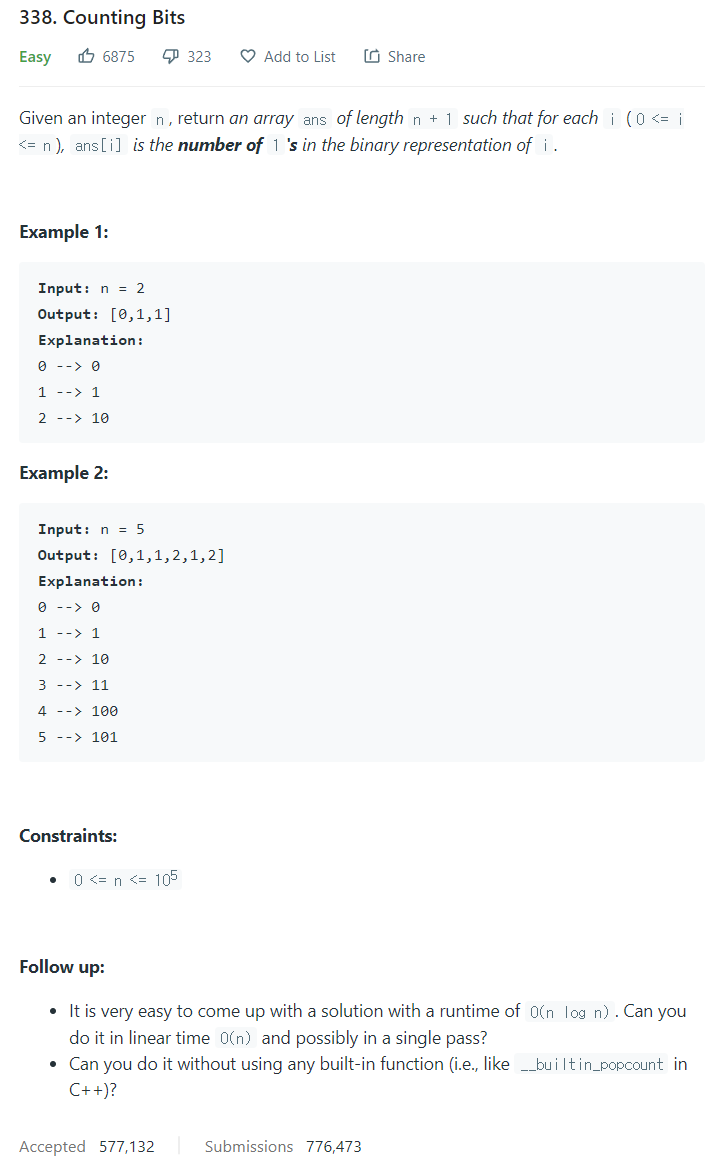 338. Counting Bits
Easy 6875 323 Add to List Share
Given an integer n, return an array ans of length n + 1 such that for each i (0 <= i
<= n), ans[i] is the number of 1's in the binary representation of i.
Example 1:
Input: n = 2
Output: [0,1,1]
Explanation:
0 --> 0
1 --> 1
2 --> 10
Example 2:
Input: n = 5
Output: [0,1,1,2,1,2]
Explanation:
0 --> 0
1 --> 1
2 --> 10
3 --> 11
4 --> 100
5 --> 101
Constraints:
• 0 <= n <= 10⁵
Follow up:
• It is very easy to come up with a solution with a runtime of O(n log n). Can you
do it in linear time O(n) and possibly in a single pass?
• Can you do it without using any built-in function (i.e., like __builtin_popcount in
C++)?
Accepted 577,132 Submissions 776,473